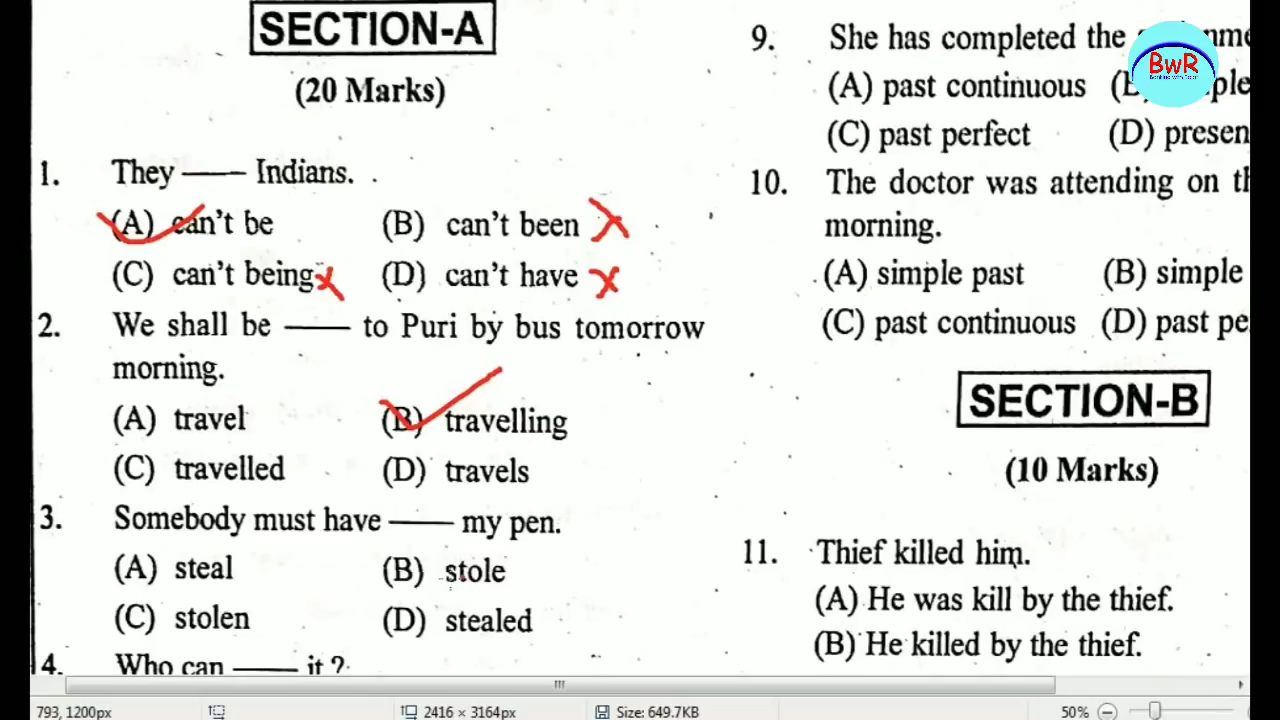 SECTION-A
(20 Marks)
1. They —— Indians.
(A) can't be (B) can't been
(C) can't being (D) can't have
2. We shall be —— to Puri by bus tomorrow
morning.
(A) travel (B) travelling
(C) travelled (D) travels
3. Somebody must have —— my pen.
(A) steal (B) stole
(C) stolen (D) stealed
4. Who can —— it ?
9. She has completed the
(A) past continuous
(C) past perfect (D) presen
10. The doctor was attending on th
morning.
(A) simple past (B) simple
(C) past continuous (D) past pe
SECTION-B
(10 Marks)
11. Thief killed him.
(A) He was kill by the thief.
(B) He killed by the thief.
BwR
793, 1200px 2416 × 3164px Size: 649.7KB 50%